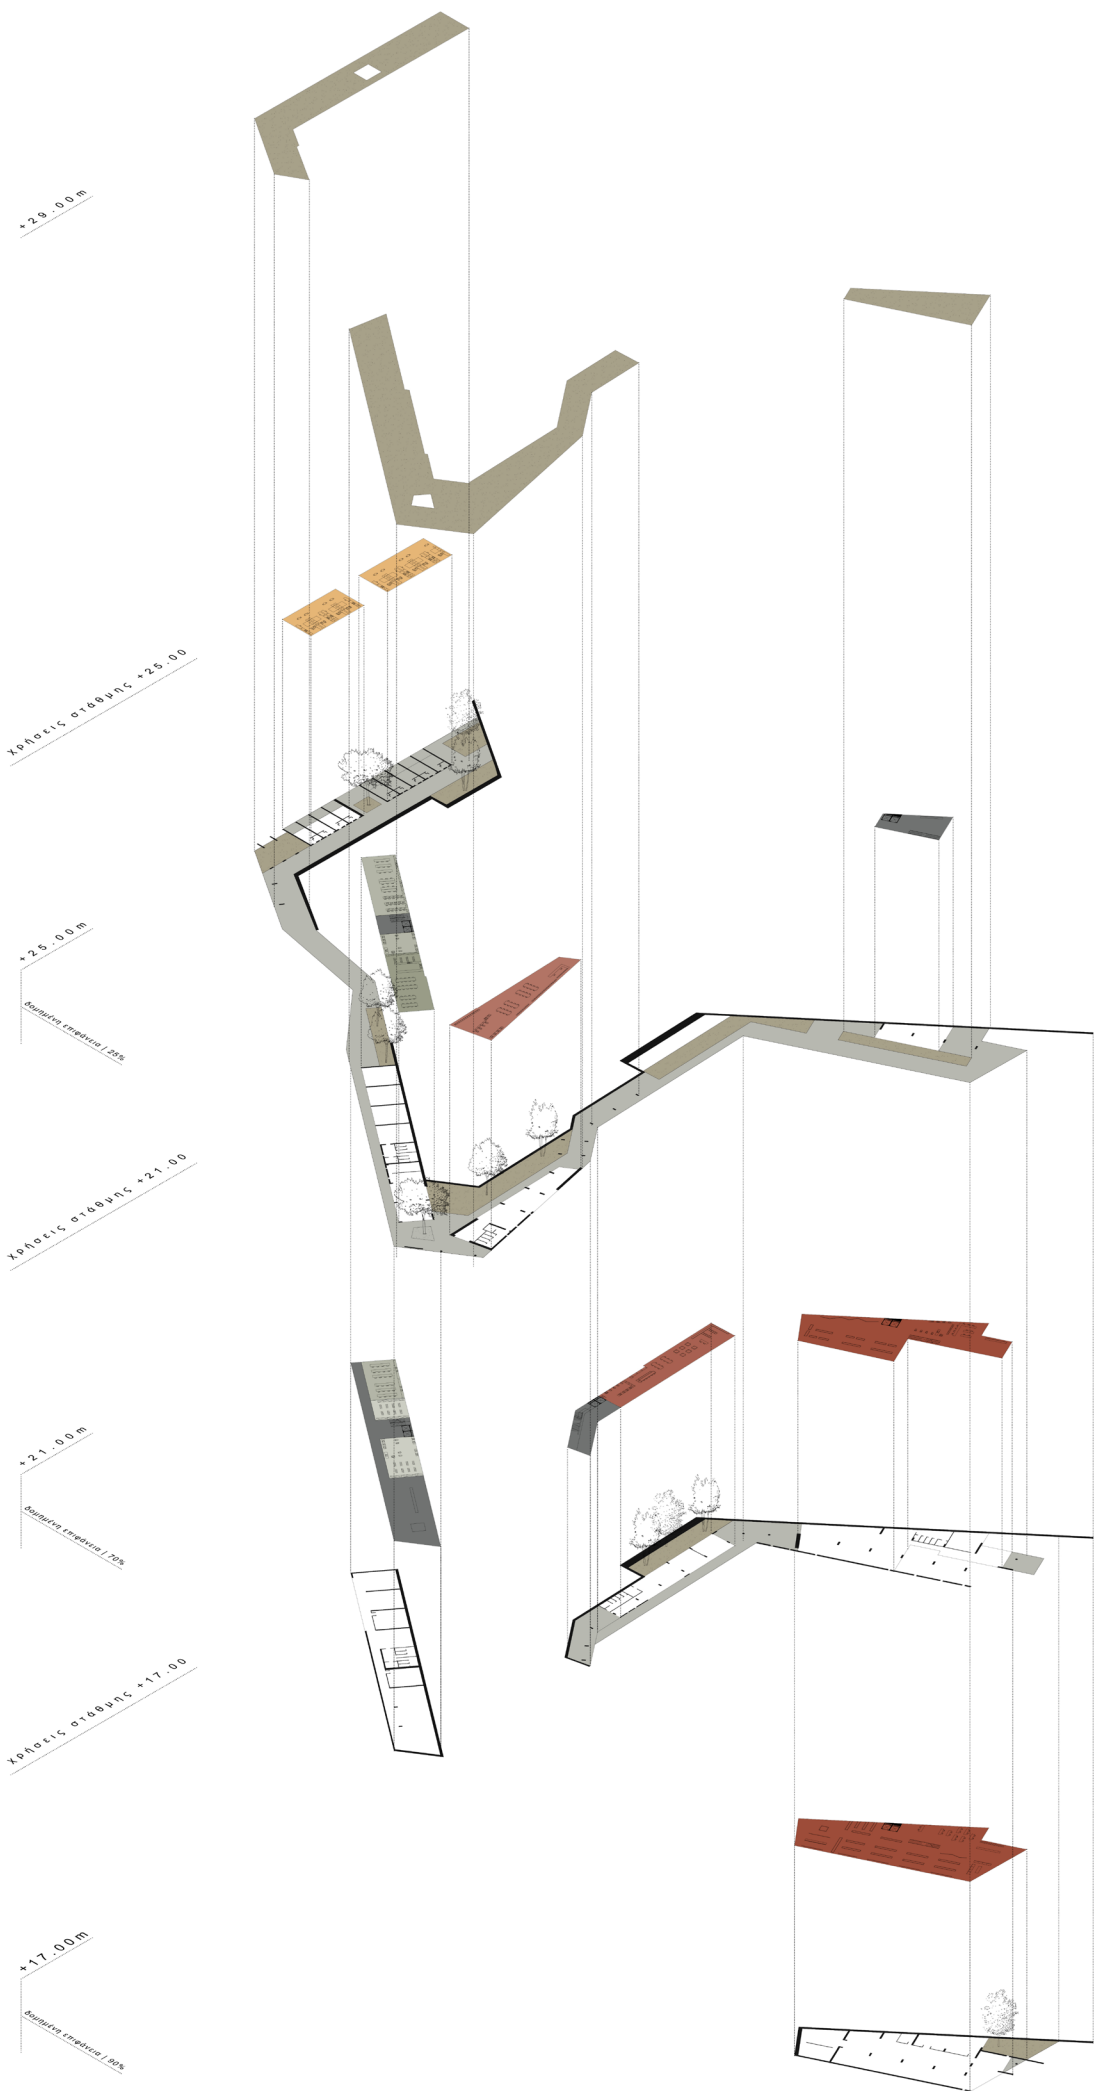 +29.00m
Χρήσεις στάθμης +25.00
+25.00m
δομημένη επιφάνεια | 25%
Χρήσεις στάθμης +21.00
+21.00m
δομημένη επιφάνεια | 70%
Χρήσεις στάθμης +17.00
+17.00m
δομημένη επιφάνεια | 90%